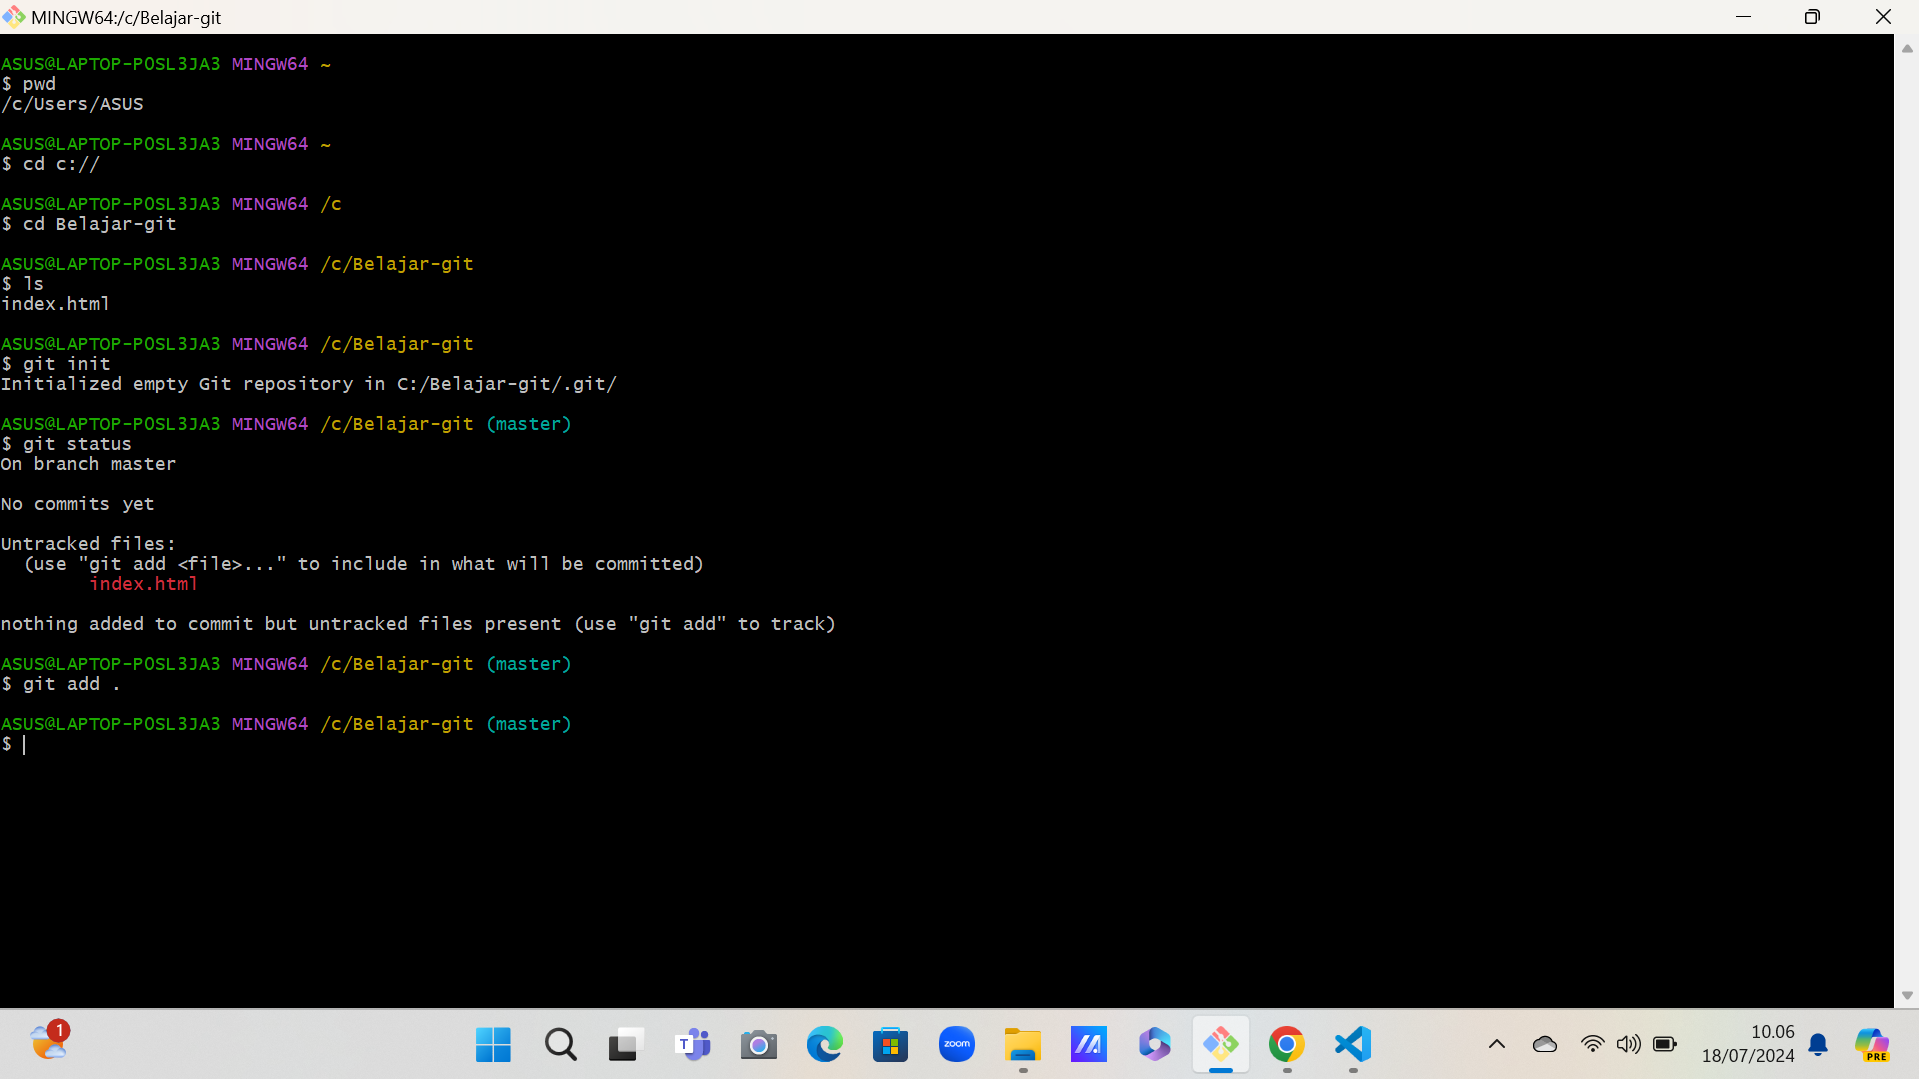 MINGW64:/c/Belajar-git
ASUS@LAPTOP-POSL3JA3 MINGW64 ~
$ pwd
/c/Users/ASUS
ASUS@LAPTOP-POSL3JA3 MINGW64 ~
$ cd c://
ASUS@LAPTOP-POSL3JA3 MINGW64 /c
$ cd Belajar-git
ASUS@LAPTOP-POSL3JA3 MINGW64 /c/Belajar-git
$ ls
index.html
ASUS@LAPTOP-POSL3JA3 MINGW64 /c/Belajar-git
$ git init
Initialized empty Git repository in C:/Belajar-git/.git/
ASUS@LAPTOP-POSL3JA3 MINGW64 /c/Belajar-git (master)
$ git status
On branch master
No commits yet
Untracked files:
  (use "git add <file>..." to include in what will be committed)
        index.html
nothing added to commit but untracked files present (use "git add" to track)
ASUS@LAPTOP-POSL3JA3 MINGW64 /c/Belajar-git (master)
$ git add .
ASUS@LAPTOP-POSL3JA3 MINGW64 /c/Belajar-git (master)
$
1
T
zoom
10.06
18/07/2024
PRE